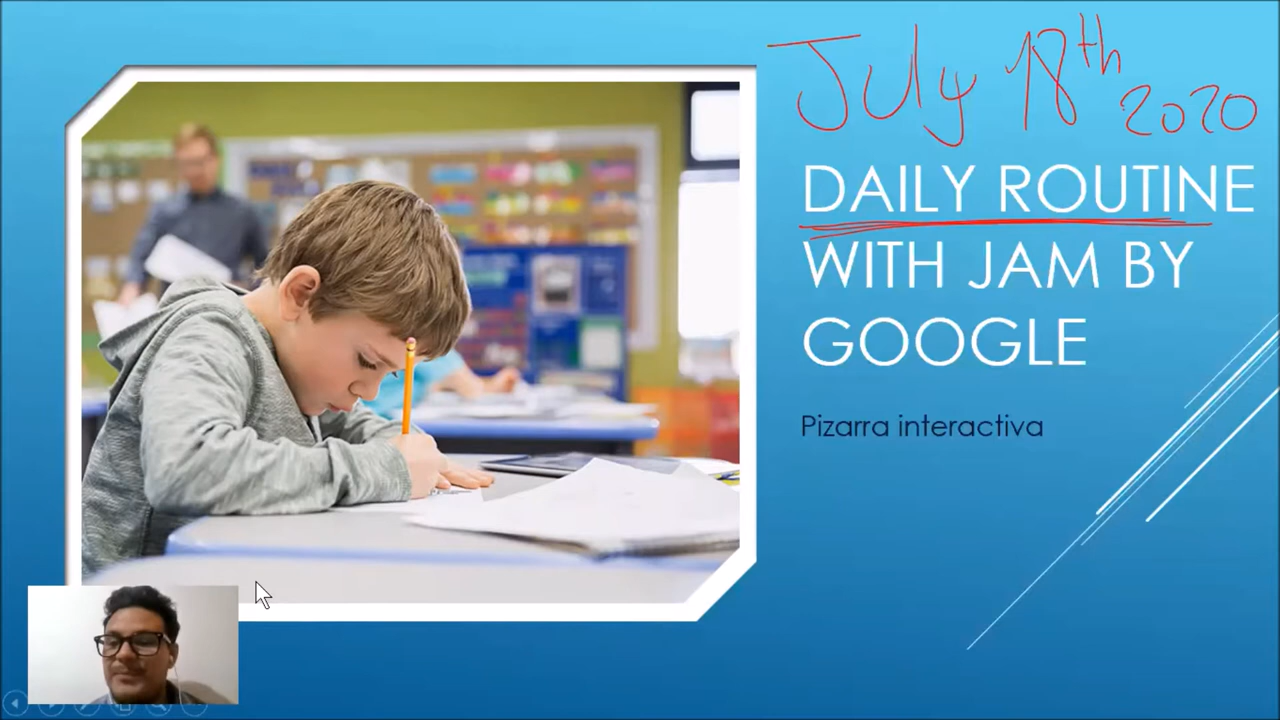 July 18th
2020
DAILY ROUTINE
WITH JAM BY
GOOGLE
Pizarra interactiva